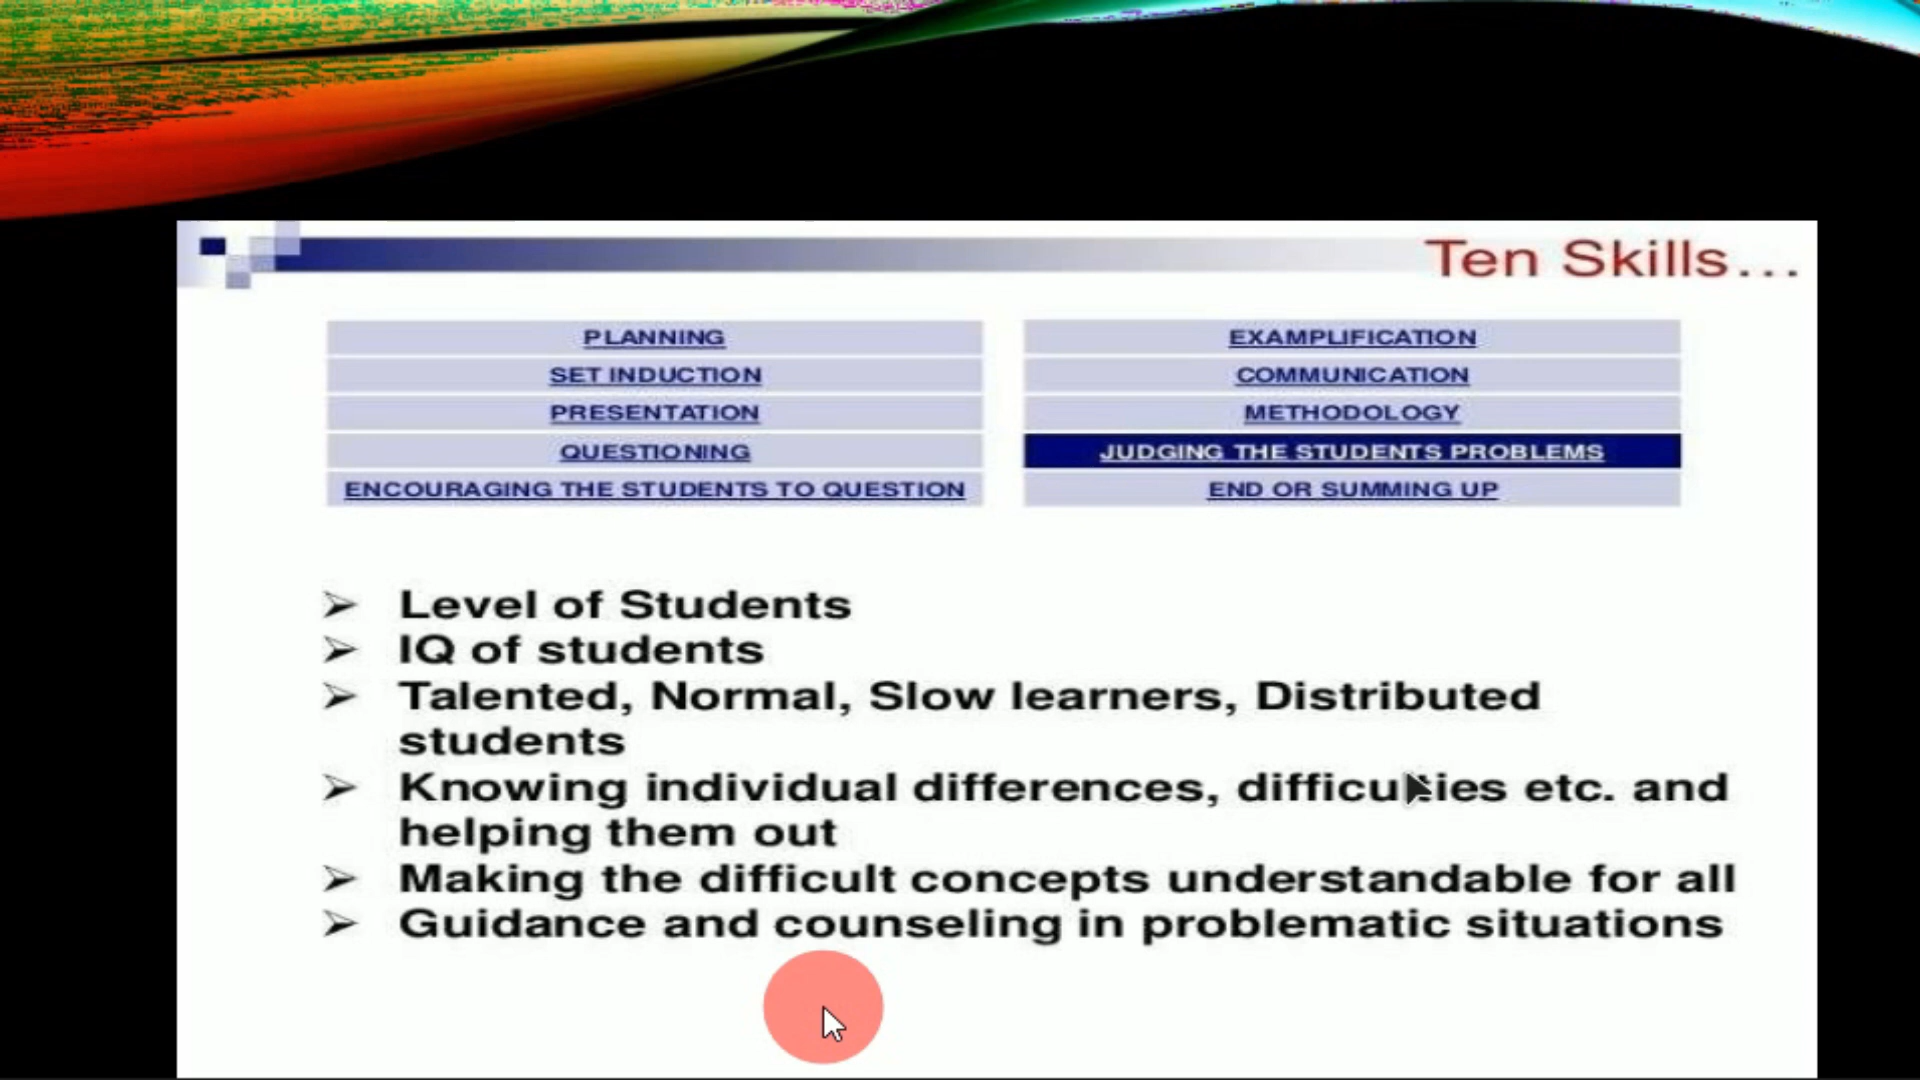 Ten Skills...
PLANNING
EXAMPLIFICATION
SET INDUCTION
COMMUNICATION
PRESENTATION
METHODOLOGY
QUESTIONING
JUDGING THE STUDENTS PROBLEMS
ENCOURAGING THE STUDENTS TO QUESTION
END OR SUMMING UP
Level of Students
IQ of students
Talented, Normal, Slow learners, Distributed
students
Knowing individual differences, difficulties etc. and
helping them out
Making the difficult concepts understandable for all
Guidance and counseling in problematic situations